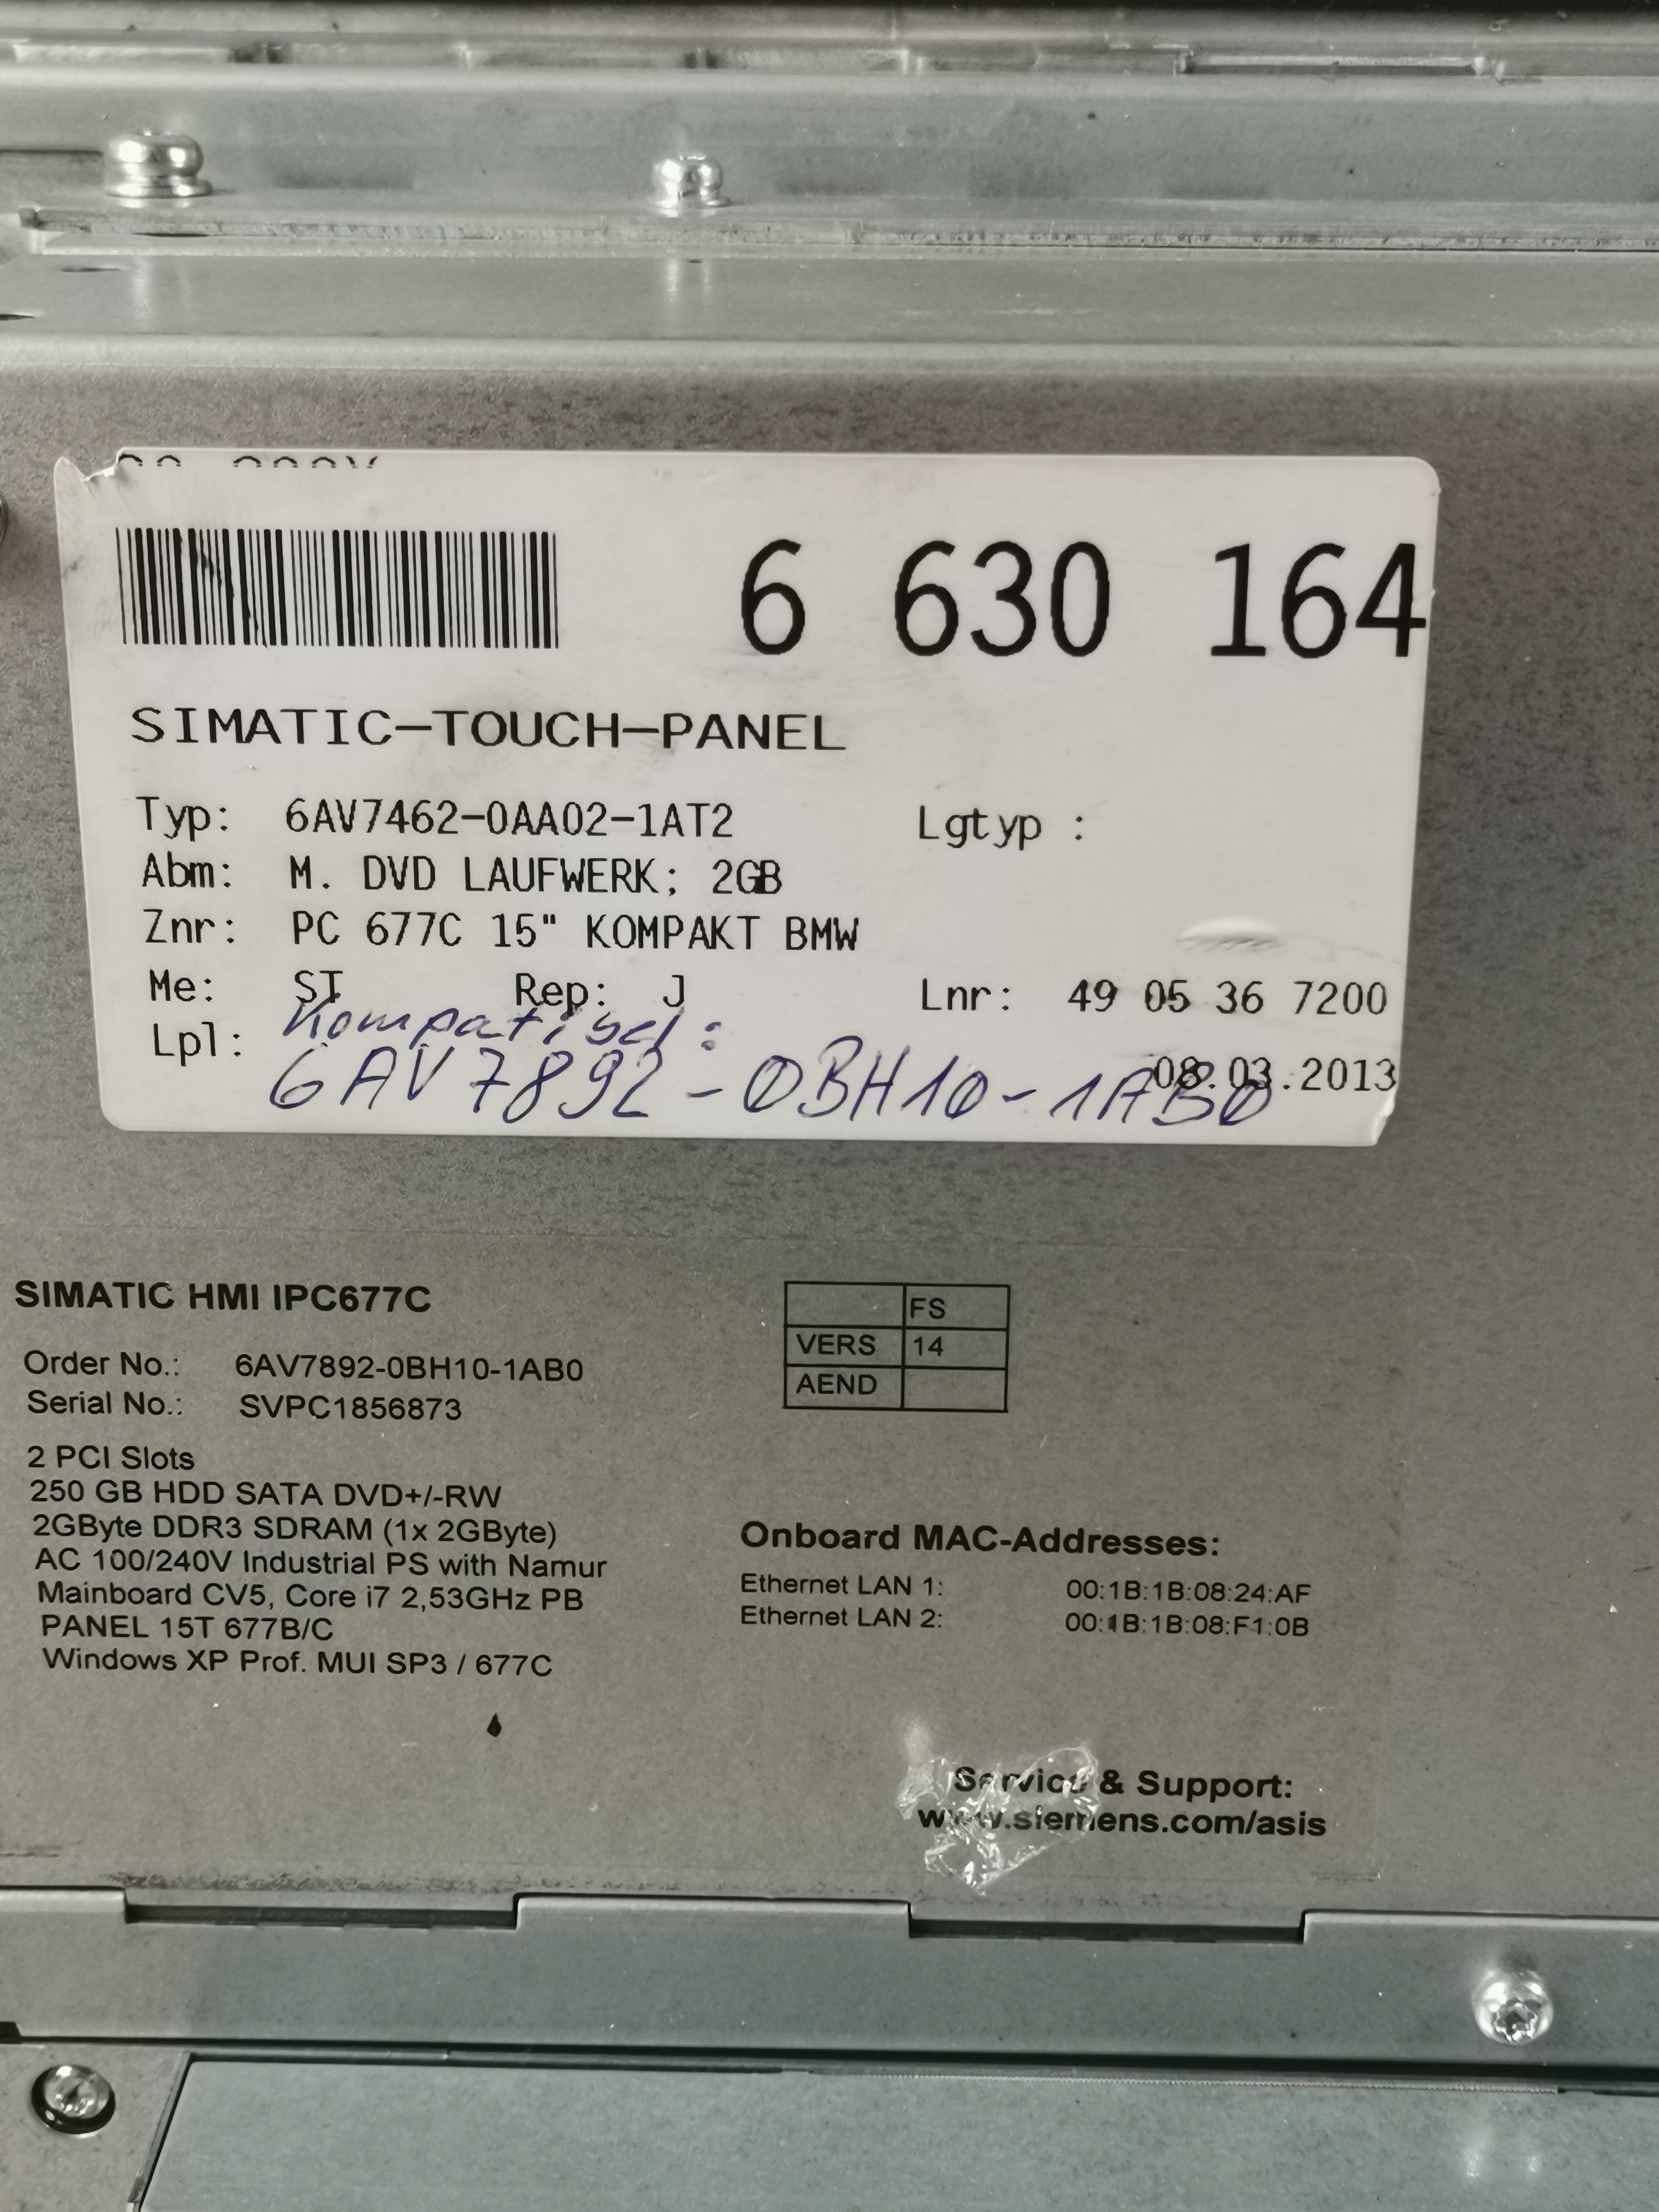 6 630 164
SIMATIC-TOUCH-PANEL
Typ: 6AV7462-0AA02-1AT2 Lgtyp :
Abm: M. DVD LAUFWERK; 2GB
Znr: PC 677C 15" KOMPAKT BMW
Me: ST Rep: J Lnr: 49 05 36 7200
Lpl: Kompatibel:
08.03.2013
6AV7892-0BH10-1AB0
SIMATIC HMI IPC677C
Order No.: 6AV7892-0BH10-1AB0
Serial No.: SVPC1856873
FS
VERS 14
AEND
2 PCI Slots
250 GB HDD SATA DVD+/-RW
2GByte DDR3 SDRAM (1x 2GByte)
AC 100/240V Industrial PS with Namur
Mainboard CV5, Core i7 2,53GHz PB
PANEL 15T 677B/C
Windows XP Prof. MUI SP3 / 677C
Onboard MAC-Addresses:
Ethernet LAN 1: 00:1B:1B:08:24:AF
Ethernet LAN 2: 00:1B:1B:08:F1:0B
Service & Support:
www.siemens.com/asis